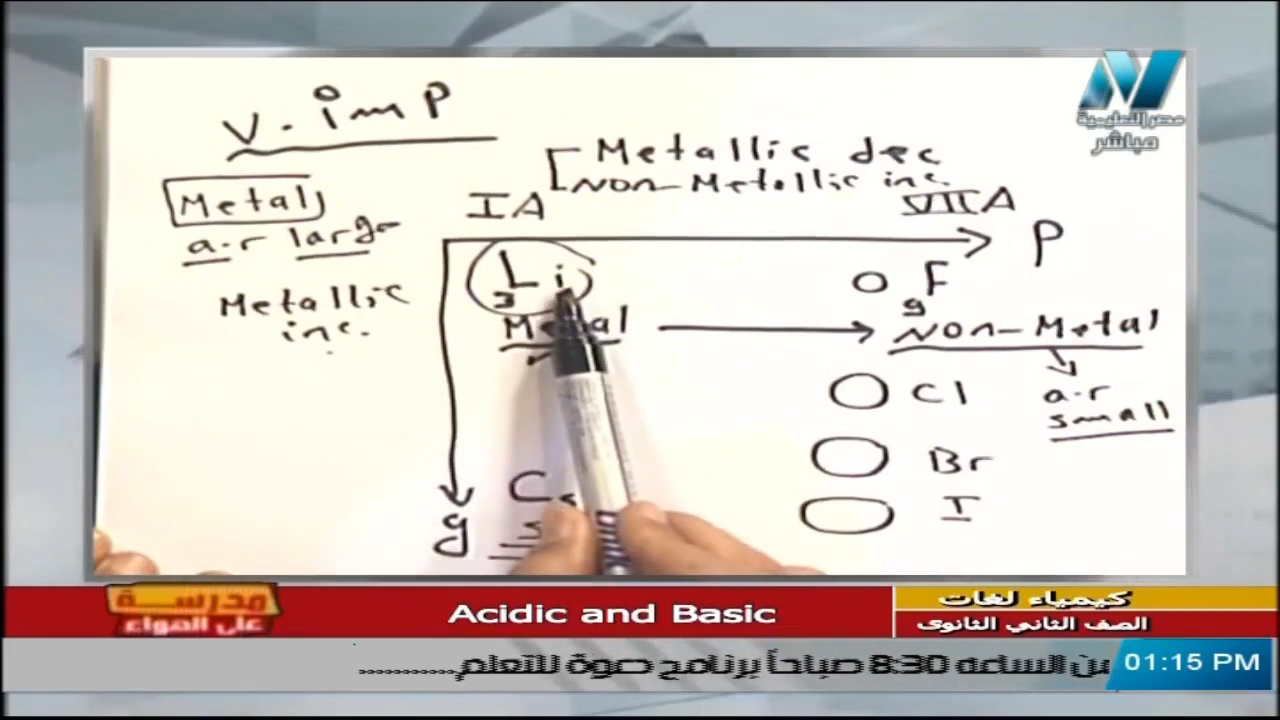 V. imp
مصر التعليمية
مباشر
Metallic dec
Non-Metallic inc.
Metal
IA
VIIA
a.r large
P
Metallic
inc.
Li
3
F
9
Metal
Non-Metal
Cl
a.r
small
Br
I
g
مدرسة
على الهواء
Acidic and Basic
كيمياء لغات
الصف الثاني الثانوى
الساعه 8:30 صباحاً برنامج صوة للتعلم...........
01:15 PM